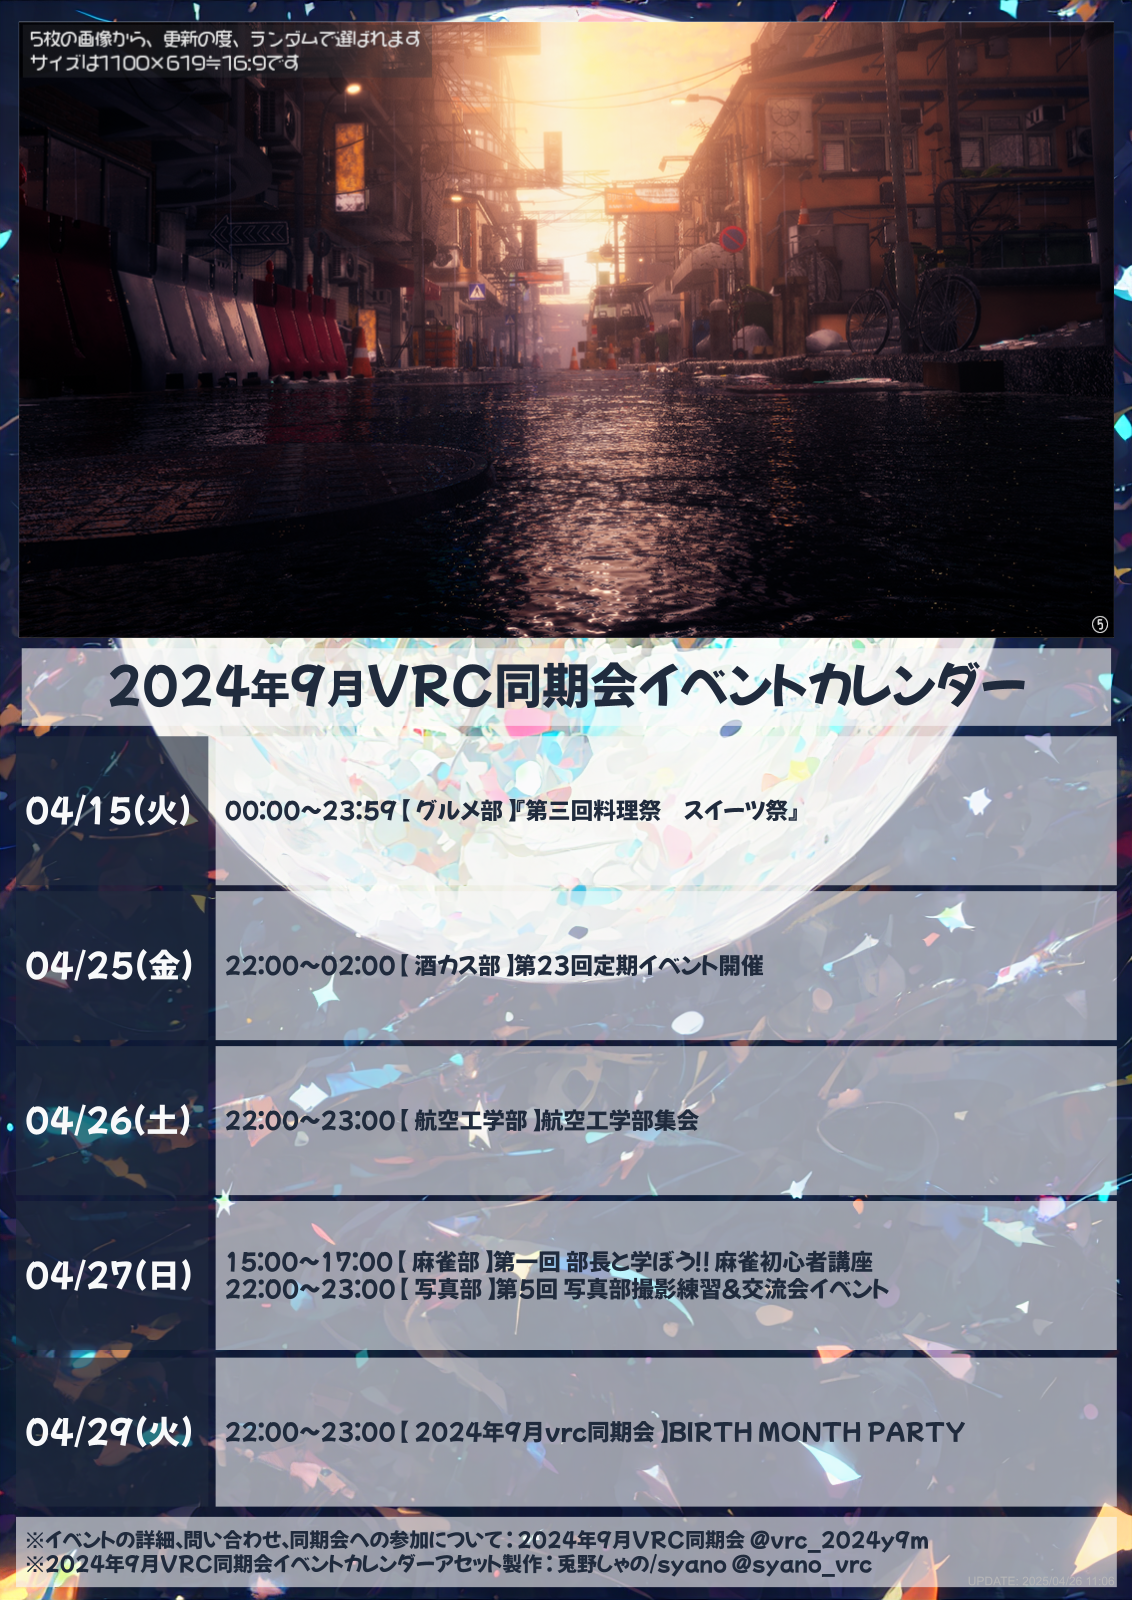 5枚の画像から、更新の度、ランダムで選ばれます
サイズは1100×619≒16:9です
⑤
2024年9月VRC同期会イベントカレンダー
04/15(火)
00:00～23:59【 グルメ部 】『第三回料理祭　スイーツ祭』
04/25(金)
22:00～02:00【 酒カス部 】第23回定期イベント開催
04/26(土)
22:00～23:00【 航空工学部 】航空工学部集会
04/27(日)
15:00～17:00【 麻雀部 】第一回 部長と学ぼう!! 麻雀初心者講座
22:00～23:00【 写真部 】第5回 写真部撮影練習&交流会イベント
04/29(火)
22:00～23:00【 2024年9月vrc同期会 】BIRTH MONTH PARTY
※イベントの詳細、問い合わせ、同期会への参加について：2024年9月VRC同期会 @vrc_2024y9m
※2024年9月VRC同期会イベントカレンダーアセット製作：兎野しゃの/syano @syano_vrc
UPDATE: 2025/04/26 11:06